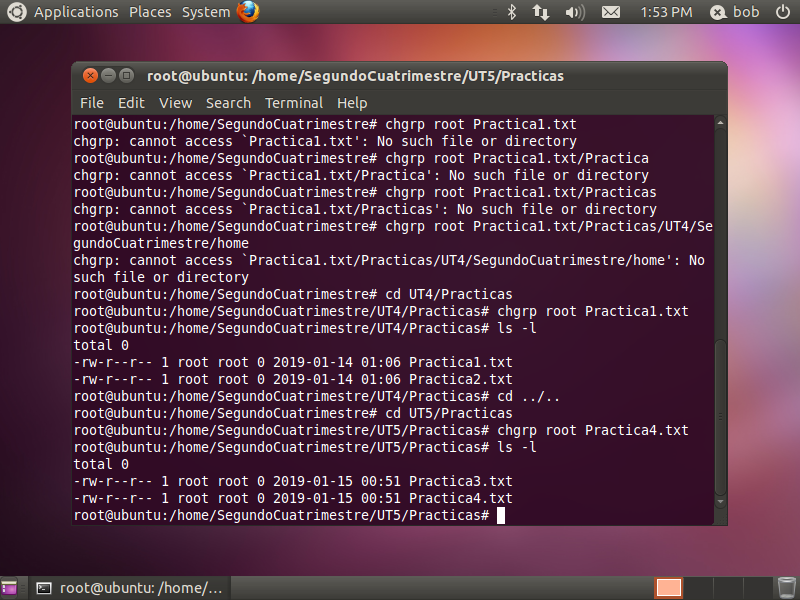 Applications Places System 1:53 PM bob
root@ubuntu: /home/SegundoCuatrimestre/UT5/Practicas
File Edit View Search Terminal Help
root@ubuntu:/home/SegundoCuatrimestre# chgrp root Practica1.txt
chgrp: cannot access `Practica1.txt': No such file or directory
root@ubuntu:/home/SegundoCuatrimestre# chgrp root Practica1.txt/Practica
chgrp: cannot access `Practica1.txt/Practica': No such file or directory
root@ubuntu:/home/SegundoCuatrimestre# chgrp root Practica1.txt/Practicas
chgrp: cannot access `Practica1.txt/Practicas': No such file or directory
root@ubuntu:/home/SegundoCuatrimestre# chgrp root Practica1.txt/Practicas/UT4/Se
gundoCuatrimestre/home
chgrp: cannot access `Practica1.txt/Practicas/UT4/SegundoCuatrimestre/home': No
such file or directory
root@ubuntu:/home/SegundoCuatrimestre# cd UT4/Practicas
root@ubuntu:/home/SegundoCuatrimestre/UT4/Practicas# chgrp root Practica1.txt
root@ubuntu:/home/SegundoCuatrimestre/UT4/Practicas# ls -l
total 0
-rw-r--r-- 1 root root 0 2019-01-14 01:06 Practica1.txt
-rw-r--r-- 1 root root 0 2019-01-14 01:06 Practica2.txt
root@ubuntu:/home/SegundoCuatrimestre/UT4/Practicas# cd ../..
root@ubuntu:/home/SegundoCuatrimestre# cd UT5/Practicas
root@ubuntu:/home/SegundoCuatrimestre/UT5/Practicas# chgrp root Practica4.txt
root@ubuntu:/home/SegundoCuatrimestre/UT5/Practicas# ls -l
total 0
-rw-r--r-- 1 root root 0 2019-01-15 00:51 Practica3.txt
-rw-r--r-- 1 root root 0 2019-01-15 00:51 Practica4.txt
root@ubuntu:/home/SegundoCuatrimestre/UT5/Practicas#
root@ubuntu: /home/...